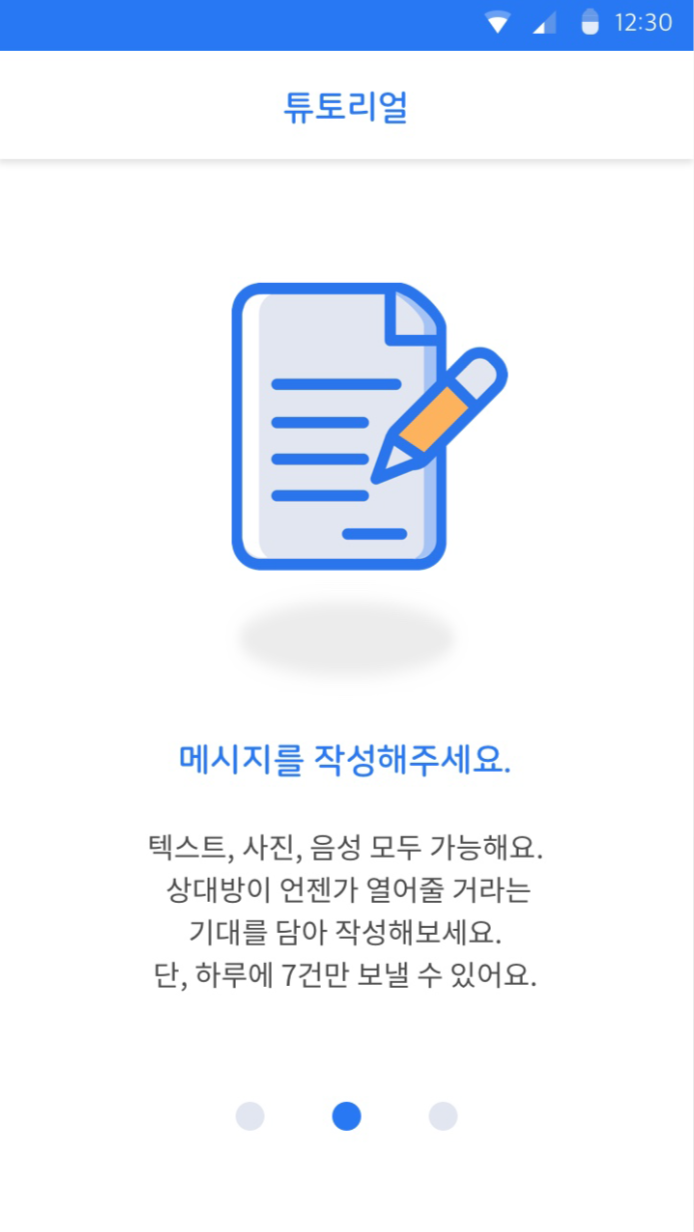 12:30
튜토리얼
메시지를 작성해주세요.
텍스트, 사진, 음성 모두 가능해요.
상대방이 언젠가 열어줄 거라는
기대를 담아 작성해보세요.
단, 하루에 7건만 보낼 수 있어요.